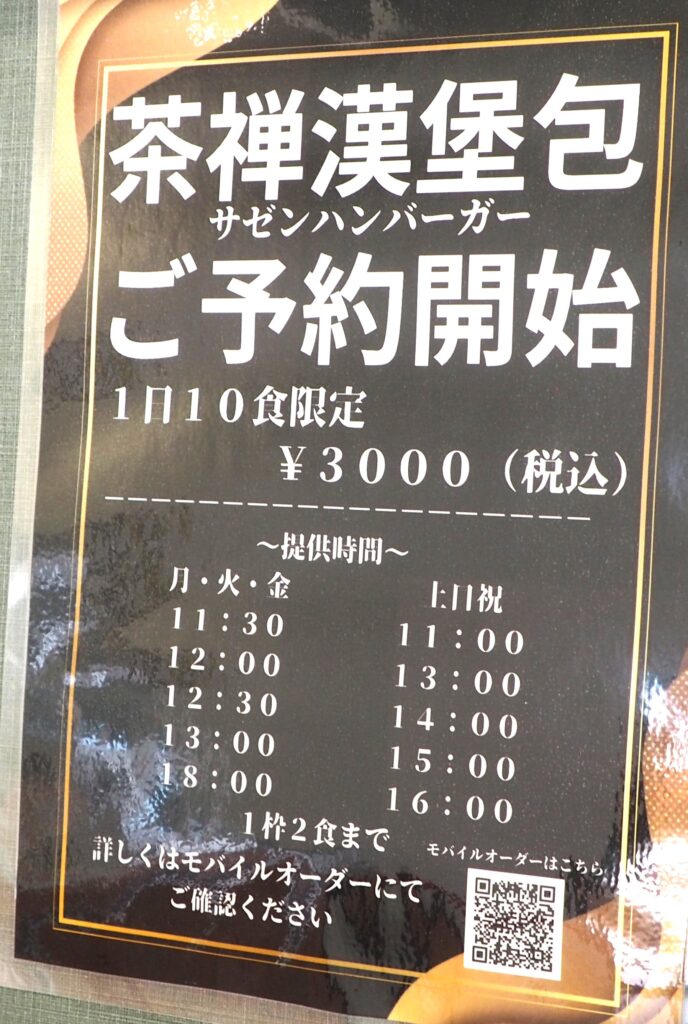 茶禅漢堡包
サゼンハンバーガー
ご予約開始
1日10食限定
¥3000（税込）
～提供時間～
月・火・金
11：30
12：00
12：30
13：00
18：00
土日祝
11：00
13：00
14：00
15：00
16：00
1枠2食まで
詳しくはモバイルオーダーにて
ご確認ください
モバイルオーダーはこちら